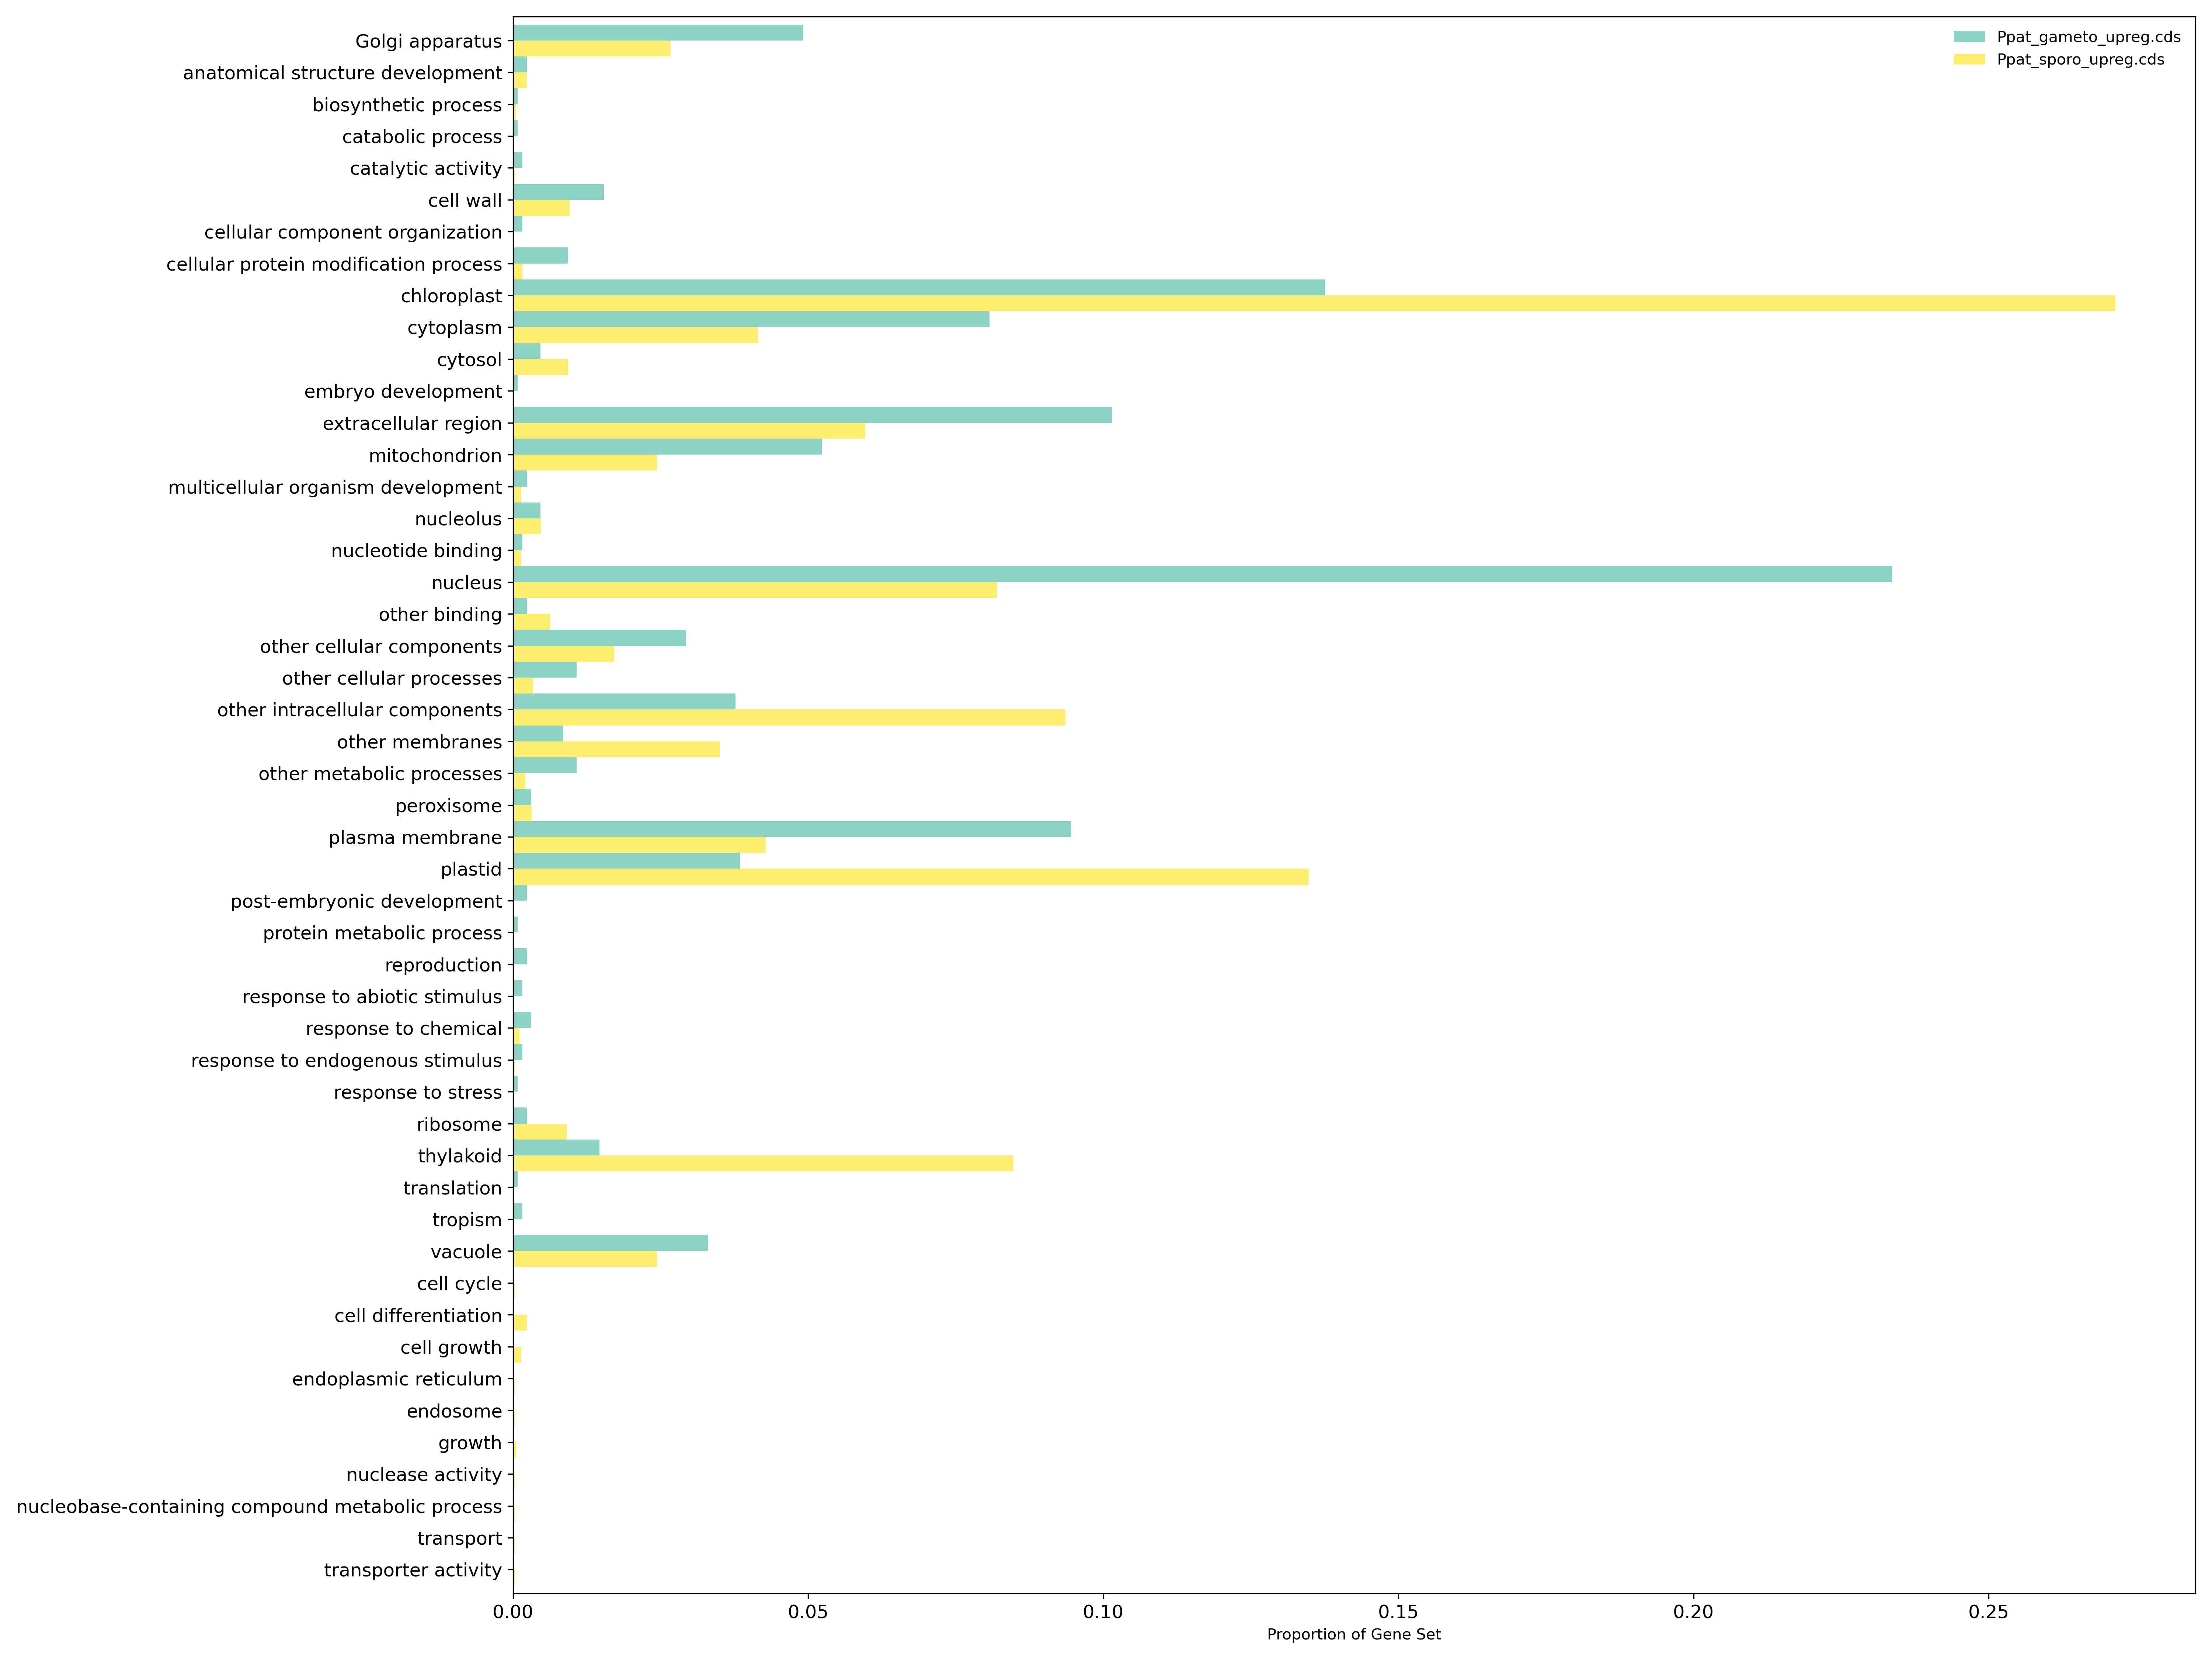 Ppat_gameto_upreg.cds
Ppat_sporo_upreg.cds
Golgi apparatus
anatomical structure development
biosynthetic process
catabolic process
catalytic activity
cell wall
cellular component organization
cellular protein modification process
chloroplast
cytoplasm
cytosol
embryo development
extracellular region
mitochondrion
multicellular organism development
nucleolus
nucleotide binding
nucleus
other binding
other cellular components
other cellular processes
other intracellular components
other membranes
other metabolic processes
peroxisome
plasma membrane
plastid
post-embryonic development
protein metabolic process
reproduction
response to abiotic stimulus
response to chemical
response to endogenous stimulus
response to stress
ribosome
thylakoid
translation
tropism
vacuole
cell cycle
cell differentiation
cell growth
endoplasmic reticulum
endosome
growth
nuclease activity
nucleobase-containing compound metabolic process
transport
transporter activity
0.00 0.05 0.10 0.15 0.20 0.25
Proportion of Gene Set